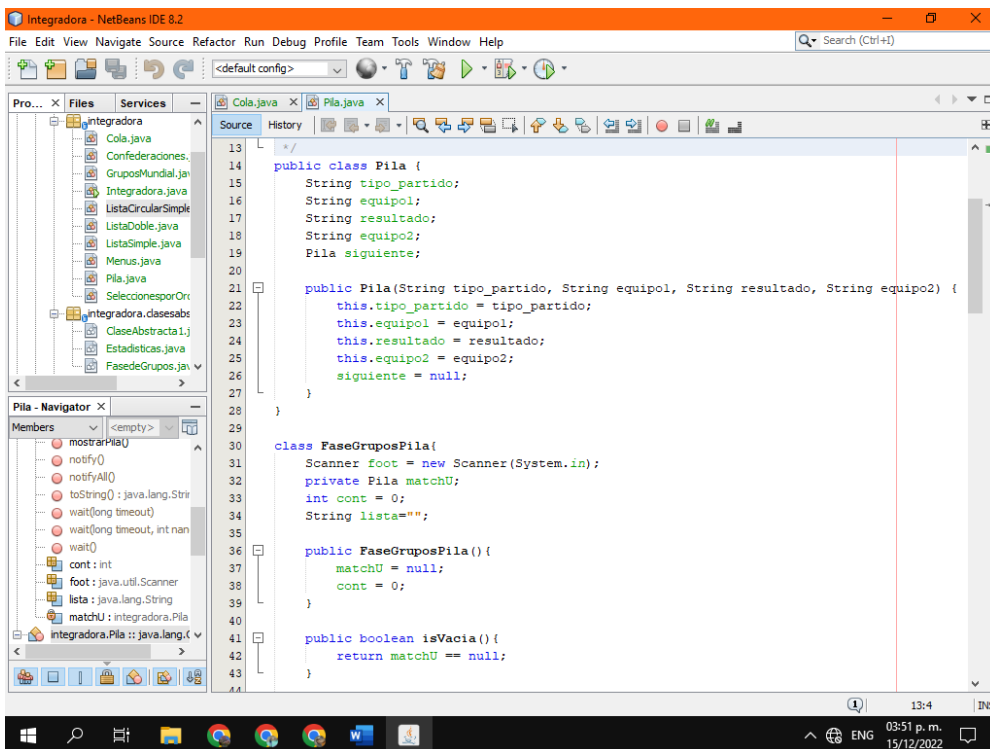 Integradora - NetBeans IDE 8.2
File Edit View Navigate Source Refactor Run Debug Profile Team Tools Window Help
Search (Ctrl+I)
<default config>
Pro... Files Services
Cola.java Pila.java
Source History
integradora
Cola.java
Confederaciones.
GruposMundial.jav
Integradora.java
ListaCircularSimple
ListaDoble.java
ListaSimple.java
Menus.java
Pila.java
SeleccionesporOrd
integradora.clasesabs
ClaseAbstracta1.j
Estadisticas.java
FasedeGrupos.jav
Pila - Navigator
Members <empty>
mostrarPila()
notify()
notifyAll()
toString() : java.lang.Strin
wait(long timeout)
wait(long timeout, int nan
wait()
cont : int
foot : java.util.Scanner
lista : java.lang.String
matchU : integradora.Pila
integradora.Pila :: java.lang.O
13 */
14 public class Pila {
15 String tipo_partido;
16 String equipo1;
17 String resultado;
18 String equipo2;
19 Pila siguiente;
20
21 public Pila(String tipo_partido, String equipo1, String resultado, String equipo2) {
22 this.tipo_partido = tipo_partido;
23 this.equipo1 = equipo1;
24 this.resultado = resultado;
25 this.equipo2 = equipo2;
26 siguiente = null;
27 }
28 }
29
30 class FaseGruposPila{
31 Scanner foot = new Scanner(System.in);
32 private Pila matchU;
33 int cont = 0;
34 String lista="";
35
36 public FaseGruposPila(){
37 matchU = null;
38 cont = 0;
39 }
40
41 public boolean isVacia(){
42 return matchU == null;
43 }
44
1 13:4 INS
ENG 03:51 p. m.
15/12/2022